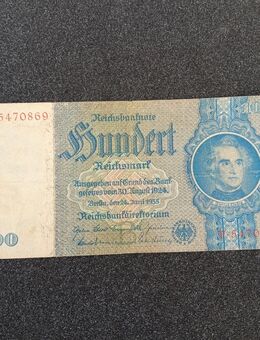 5470869
Reichsbanknote
Hundert
Reichsmark
Ausgegeben auf Grund des Bank
gesetzes vom 30. August 1924
Berlin, den 24. Juni 1935
Reichsbankdirektorium